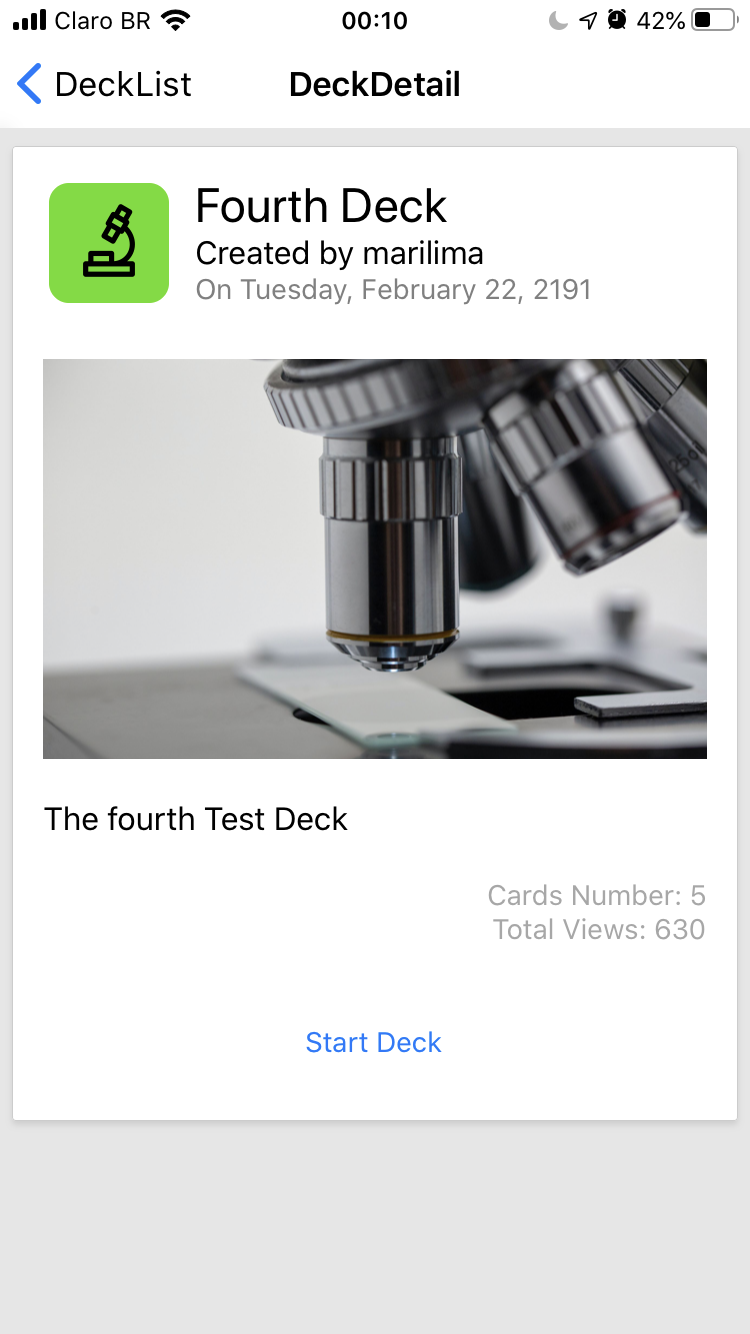 Claro BR 00:10 42%
DeckList DeckDetail
Fourth Deck
Created by marilima
On Tuesday, February 22, 2191
The fourth Test Deck
Cards Number: 5
Total Views: 630
Start Deck